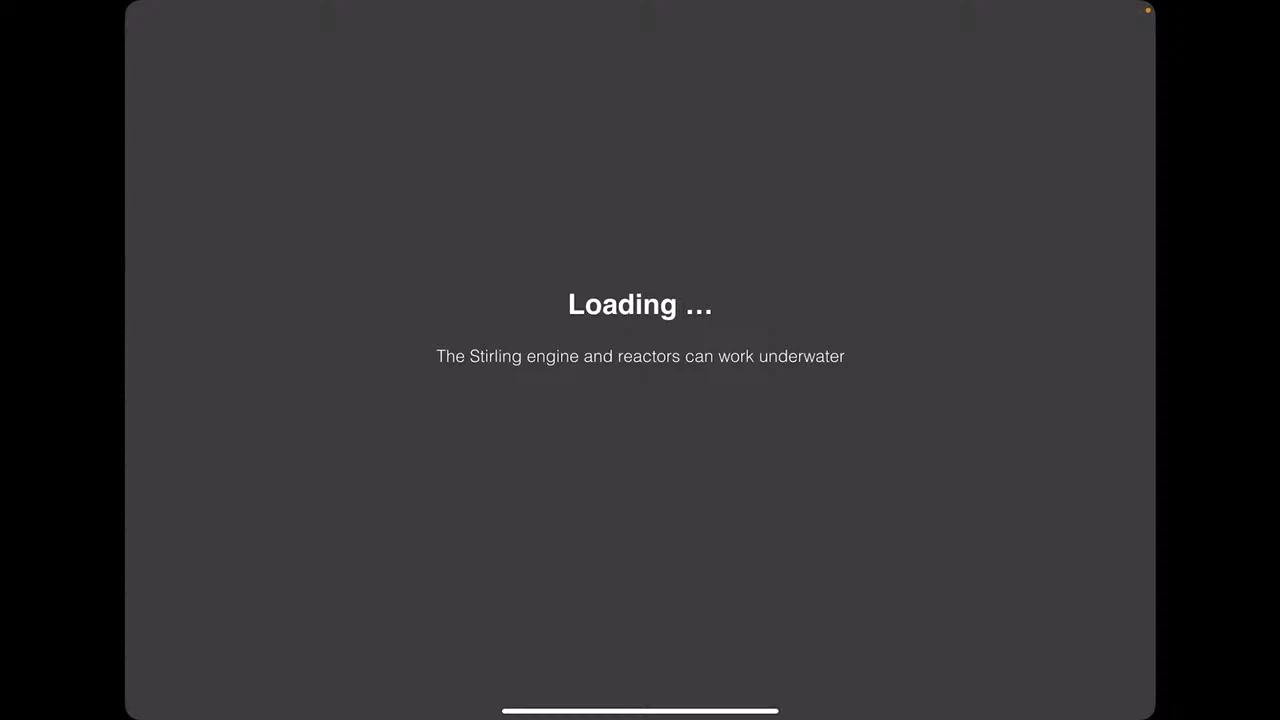 Loading ...
The Stirling engine and reactors can work underwater